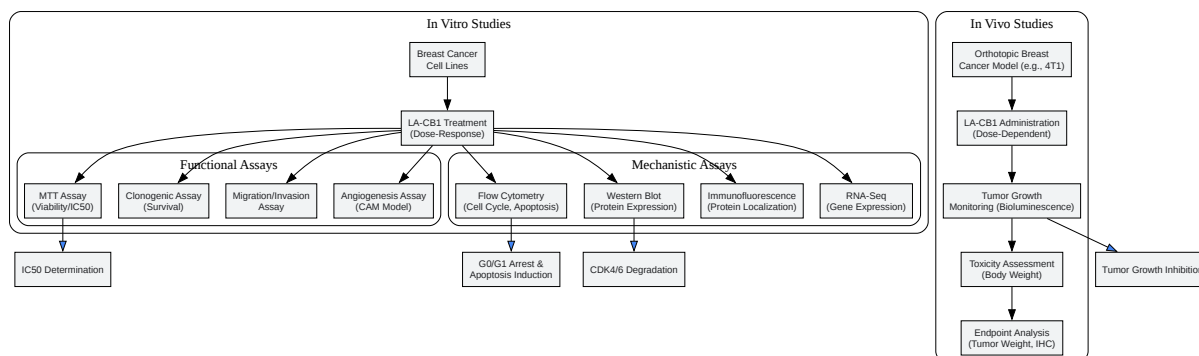 In Vitro Studies
Breast Cancer
Cell Lines
LA-CB1 Treatment
(Dose-Response)
Functional Assays
MTT Assay
(Viability/IC50)
Clonogenic Assay
(Survival)
Migration/Invasion
Assay
Angiogenesis Assay
(CAM Model)
Mechanistic Assays
Flow Cytometry
(Cell Cycle, Apoptosis)
Western Blot
(Protein Expression)
Immunofluorescence
(Protein Localization)
RNA-Seq
(Gene Expression)
IC50 Determination
G0/G1 Arrest &
Apoptosis Induction
CDK4/6 Degradation
In Vivo Studies
Orthotopic Breast
Cancer Model (e.g., 4T1)
LA-CB1 Administration
(Dose-Dependent)
Tumor Growth
Monitoring (Bioluminescence)
Toxicity Assessment
(Body Weight)
Tumor Growth Inhibition
Endpoint Analysis
(Tumor Weight, IHC)